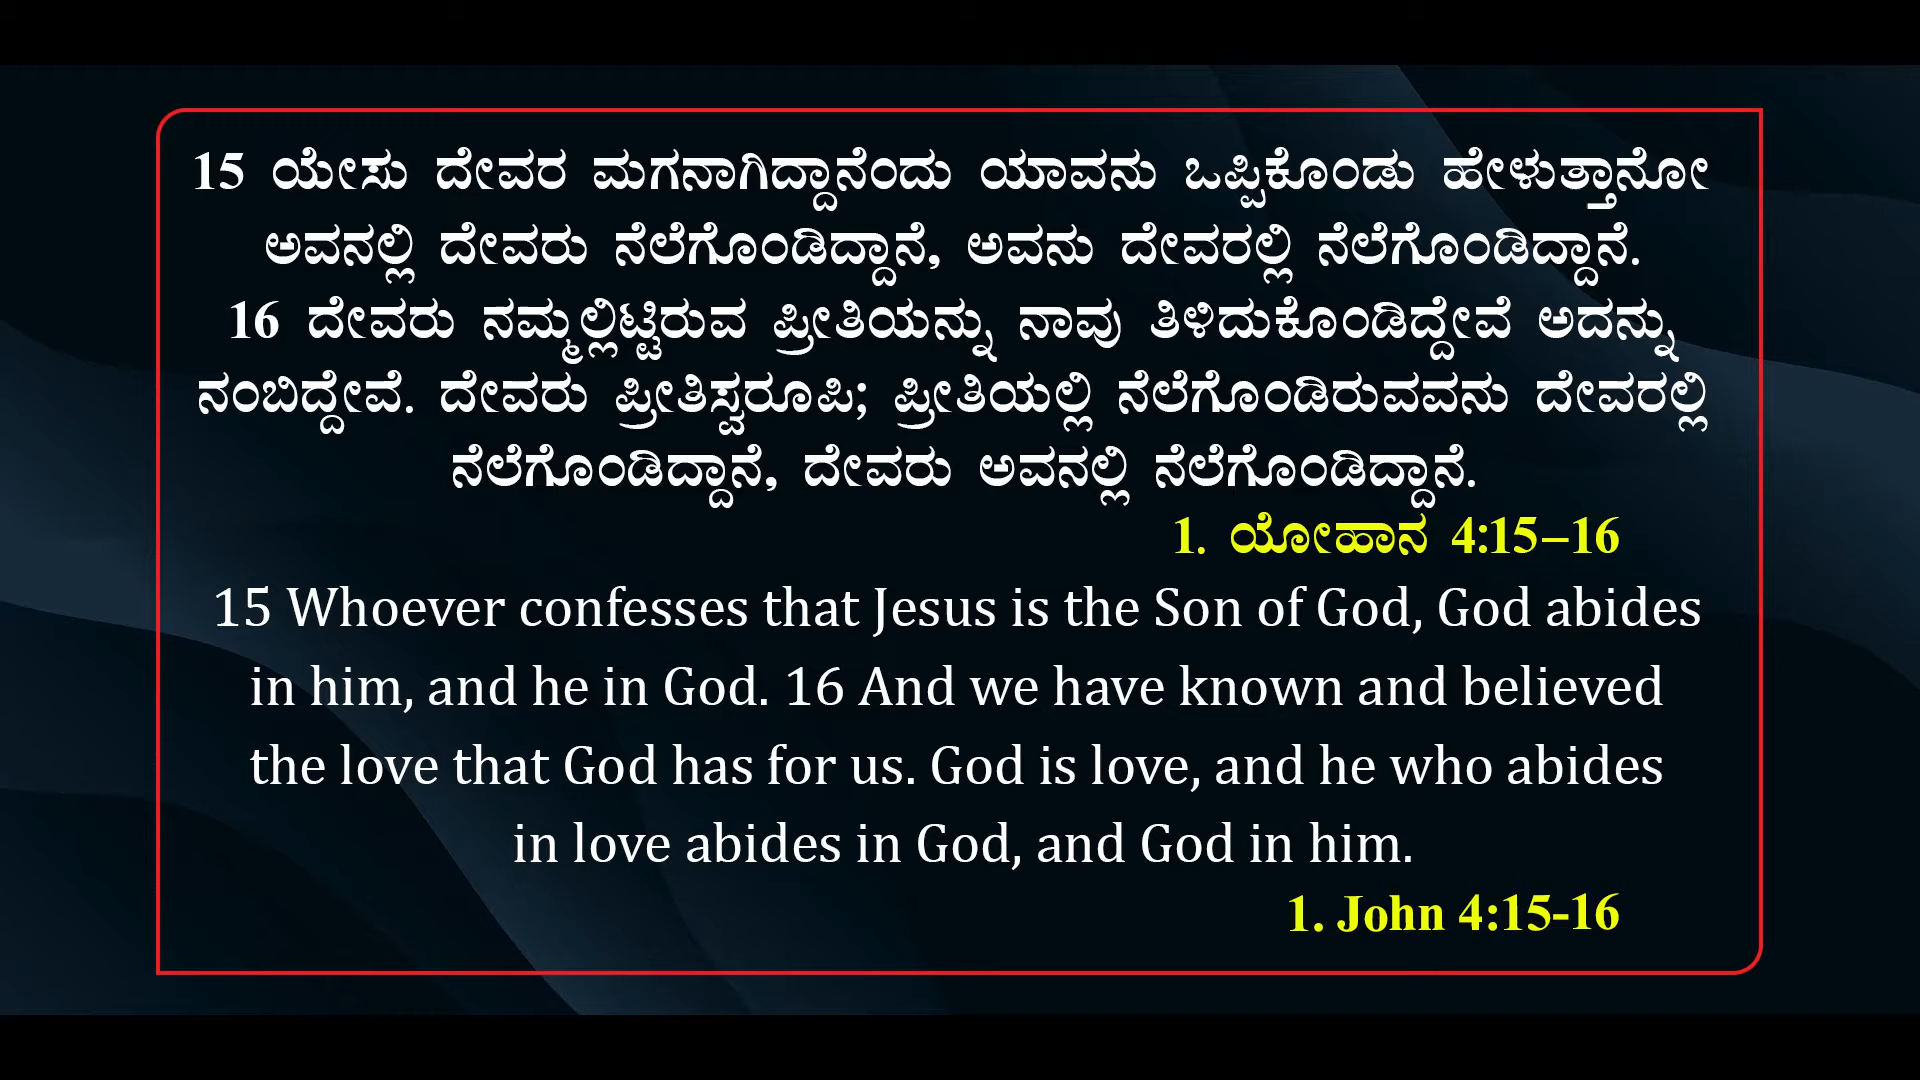 15 ಯೇಸು ದೇವರ ಮಗನಾಗಿದ್ದಾನೆಂದು ಯಾವನು ಒಪ್ಪಿಕೊಂಡು ಹೇಳುತ್ತಾನೋ
ಅವನಲ್ಲಿ ದೇವರು ನೆಲೆಗೊಂಡಿದ್ದಾನೆ, ಅವನು ದೇವರಲ್ಲಿ ನೆಲೆಗೊಂಡಿದ್ದಾನೆ.
16 ದೇವರು ನಮ್ಮಲ್ಲಿಟ್ಟಿರುವ ಪ್ರೀತಿಯನ್ನು ನಾವು ತಿಳಿದುಕೊಂಡಿದ್ದೇವೆ ಅದನ್ನು
ನಂಬಿದ್ದೇವೆ. ದೇವರು ಪ್ರೀತಿಸ್ವರೂಪಿ; ಪ್ರೀತಿಯಲ್ಲಿ ನೆಲೆಗೊಂಡಿರುವವನು ದೇವರಲ್ಲಿ
ನೆಲೆಗೊಂಡಿದ್ದಾನೆ, ದೇವರು ಅವನಲ್ಲಿ ನೆಲೆಗೊಂಡಿದ್ದಾನೆ.
1. ಯೋಹಾನ 4:15–16
15 Whoever confesses that Jesus is the Son of God, God abides
in him, and he in God. 16 And we have known and believed
the love that God has for us. God is love, and he who abides
in love abides in God, and God in him.
1. John 4:15-16